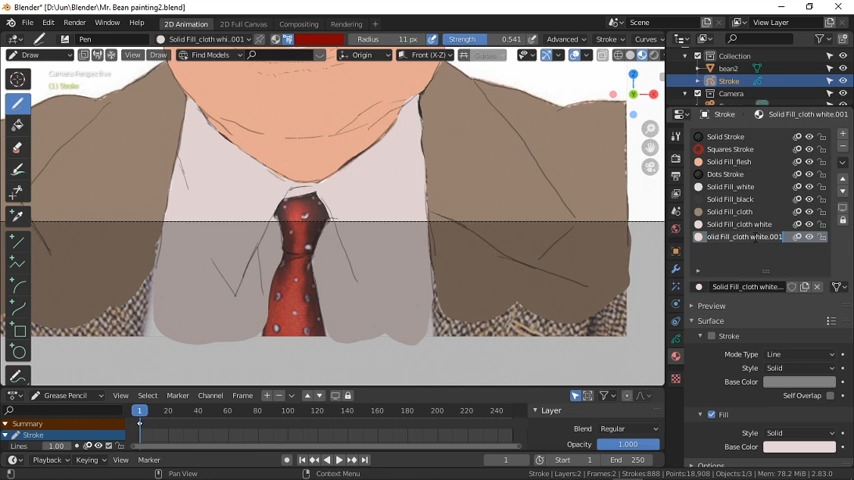 Blender* [D:\Jun\Blender\Mr. Bean painting2.blend]
File Edit Render Window Help 2D Animation 2D Full Canvas Compositing Rendering Scene View Layer
Pen Solid Fill_cloth whi..001 Radius 11 px Strength 0.541 Advanced Stroke Curves
Draw View Draw Find Models Origin Front (X-Z) Guides
Camera Perspective
(1) Stroke
Collection
bean2
Stroke
Camera
Stroke Solid Fill_cloth white.001
Solid Stroke
Squares Stroke
Solid Fill_flesh
Dots Stroke
Solid Fill_white
Solid Fill_black
Solid Fill_cloth
Solid Fill_cloth white
olid Fill_cloth white.001
Solid Fill_cloth white...
Preview
Surface
Stroke
Mode Type Line
Style Solid
Base Color
Self Overlap
Fill
Style Solid
Base Color
Options
Grease Pencil View Select Marker Channel Frame
1 20 40 60 80 100 120 140 160 180 200 220 240
Summary
Stroke
Lines 1.00
Layer
Blend Regular
Opacity 1.000
Playback Keying View Marker 1 Start 1 End 250
Pan View Context Menu Stroke | Layers:2 | Frames:2 | Strokes:888 | Points:18,908 | Objects:1/3 | Mem: 78.2 MiB | 2.83.0